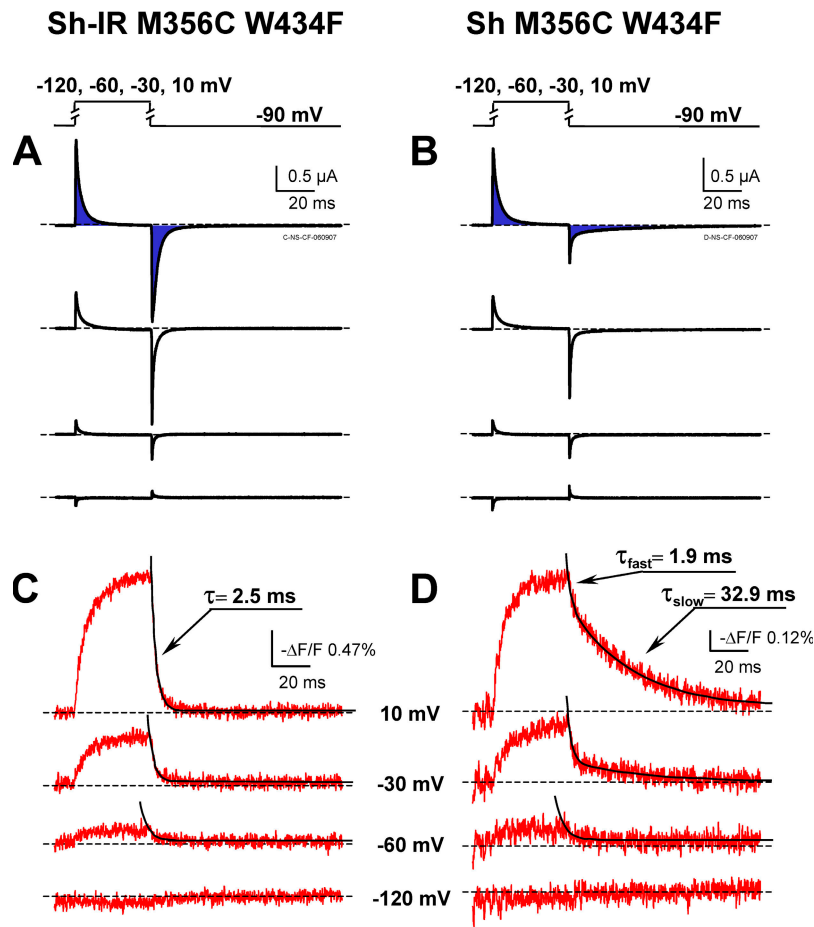 Sh-IR M356C W434F
Sh M356C W434F
-120, -60, -30, 10 mV
-90 mV
-120, -60, -30, 10 mV
-90 mV
A
0.5 µA
20 ms
C-NS-CF-060907
B
0.5 µA
20 ms
D-NS-CF-060907
C
τ= 2.5 ms
-ΔF/F 0.47%
20 ms
D
τfast= 1.9 ms
τslow= 32.9 ms
-ΔF/F 0.12%
20 ms
10 mV
-30 mV
-60 mV
-120 mV